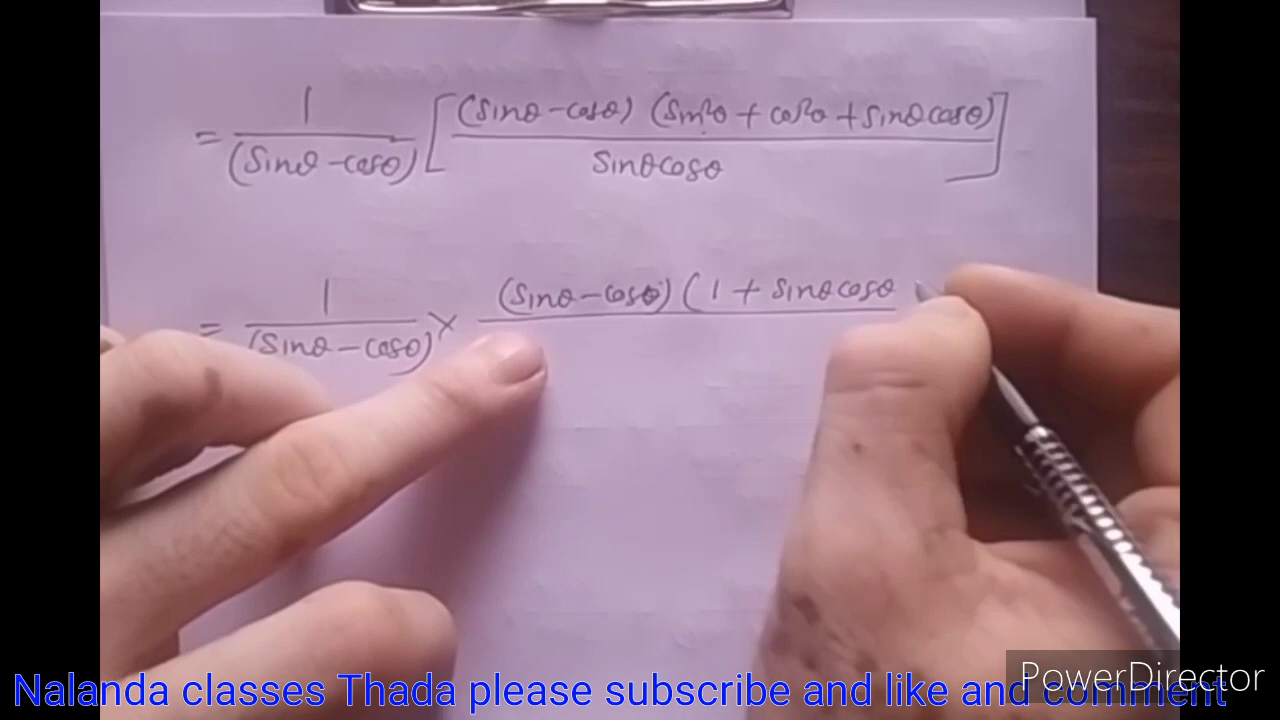 = 1/(sinθ-cosθ) [(sinθ-cosθ) (sin²θ + cos²θ + sinθcosθ)/sinθcosθ]
= 1/(sinθ-cosθ) × (sinθ-cosθ) (1 + sinθcosθ
Nalanda classes Thada please subscribe and like and comment
PowerDirector